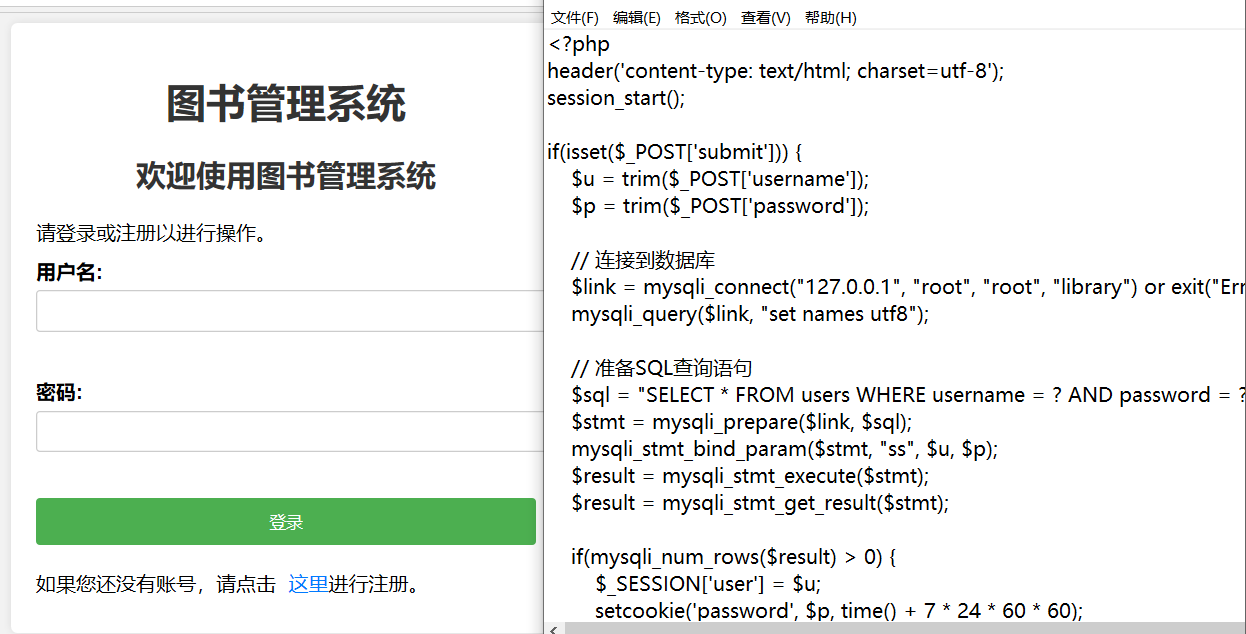 图书管理系统
欢迎使用图书管理系统
请登录或注册以进行操作。
用户名:
密码:
登录
如果您还没有账号，请点击 这里进行注册。
文件(F) 编辑(E) 格式(O) 查看(V) 帮助(H)
<?php
header('content-type: text/html; charset=utf-8');
session_start();
if(isset($_POST['submit'])) {
$u = trim($_POST['username']);
$p = trim($_POST['password']);
// 连接到数据库
$link = mysqli_connect("127.0.0.1", "root", "root", "library") or exit("Err
mysqli_query($link, "set names utf8");
// 准备SQL查询语句
$sql = "SELECT * FROM users WHERE username = ? AND password = ?
$stmt = mysqli_prepare($link, $sql);
mysqli_stmt_bind_param($stmt, "ss", $u, $p);
$result = mysqli_stmt_execute($stmt);
$result = mysqli_stmt_get_result($stmt);
if(mysqli_num_rows($result) > 0) {
$_SESSION['user'] = $u;
setcookie('password', $p, time() + 7 * 24 * 60 * 60);